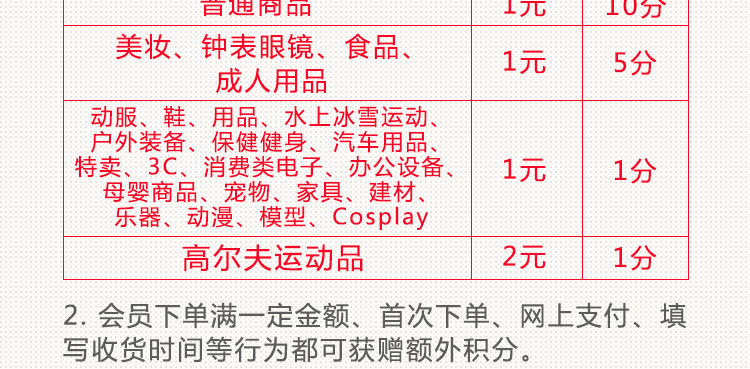 普通商品 1元 10分
美妆、钟表眼镜、食品、
成人用品 1元 5分
动服、鞋、用品、水上冰雪运动、
户外装备、保健健身、汽车用品、
特卖、3C、消费类电子、办公设备、
母婴商品、宠物、家具、建材、
乐器、动漫、模型、Cosplay
1元 1分
高尔夫运动品 2元 1分
2. 会员下单满一定金额、首次下单、网上支付、填
写收货时间等行为都可获赠额外积分。